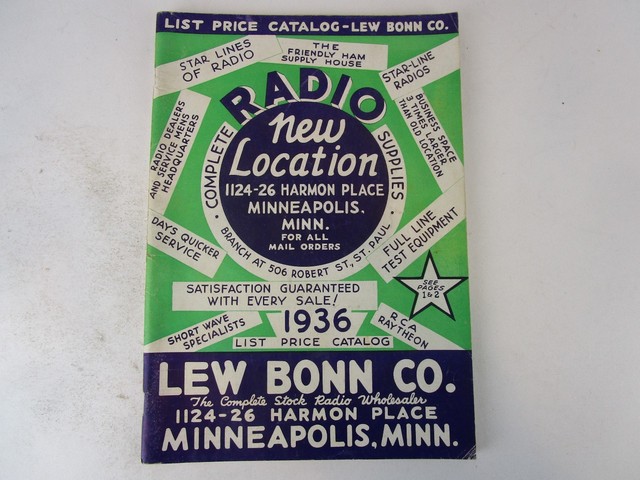 LIST PRICE CATALOG-LEW BONN CO.
STAR LINES
OF RADIO
THE
FRIENDLY HAM
SUPPLY HOUSE
STAR-LINE
RADIOS
RADIO DEALERS
AND SERVICE MENS
HEADQUARTERS
BUSINESS SPACE
3 TIMES LARGER
THAN OLD LOCATION
COMPLETE
RADIO
SUPPLIES
New
Location
1124-26 HARMON PLACE
MINNEAPOLIS.
MINN.
FOR ALL
MAIL ORDERS
BRANCH AT 506 ROBERT ST., ST. PAUL
DAYS QUICKER
SERVICE
FULL LINE
TEST EQUIPMENT
SEE
PAGES
1&2
SATISFACTION GUARANTEED
WITH EVERY SALE!
SHORT WAVE
SPECIALISTS
1936
RCA
RAYTHEON
LIST PRICE CATALOG
LEW BONN CO.
The Complete Stock Radio Wholesaler
1124-26 HARMON PLACE
MINNEAPOLIS, MINN.